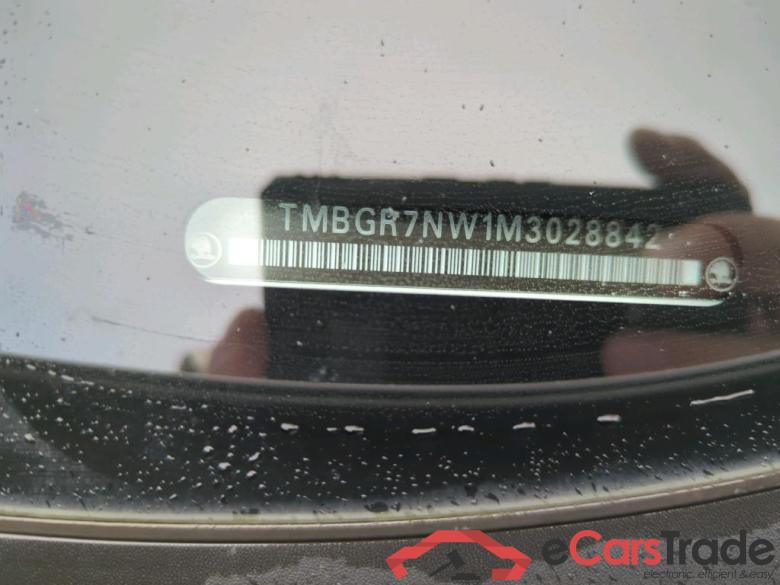 TMBGR7NW1M3028842
eCarsTrade
electronic, efficient & easy